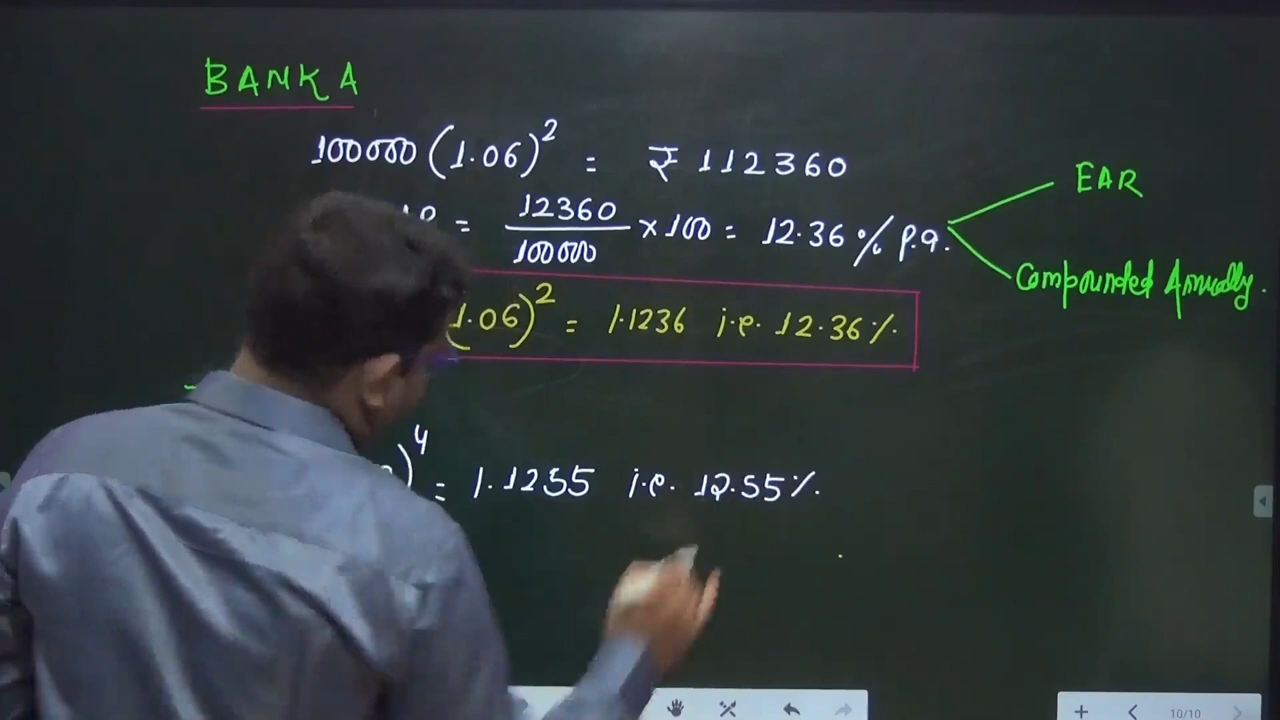 BANK A
100000 (1.06)² = ₹ 112360
= 12360/100000 × 100 = 12.36 % p.a.
EAR
Compounded Annually.
1.06)² = 1.1236 i.e. 12.36%.
)⁴ = 1.1255 i.e. 12.55%.
10/10